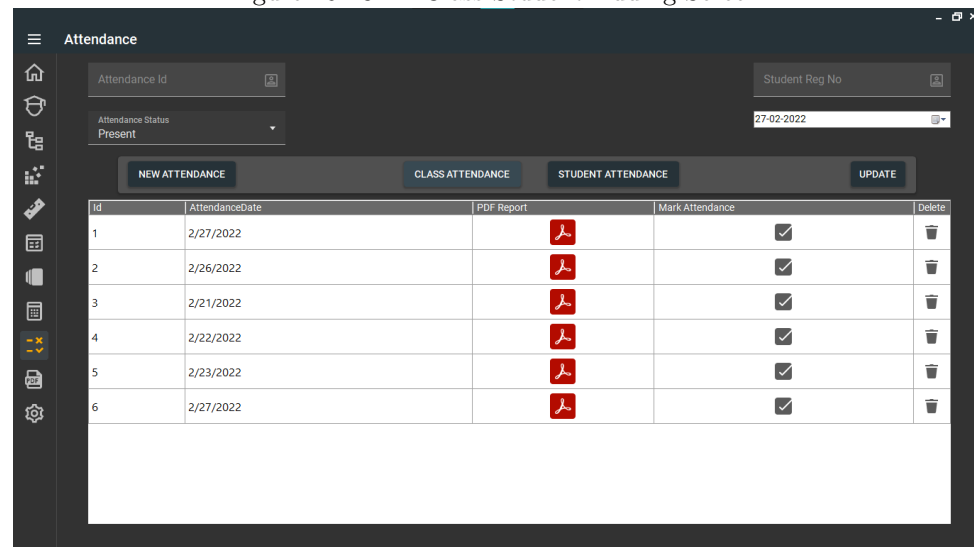 Attendance
Attendance Id
Student Reg No
Attendance Status
Present
27-02-2022
NEW ATTENDANCE CLASS ATTENDANCE STUDENT ATTENDANCE UPDATE
Id AttendanceDate PDF Report Mark Attendance Delete
1 2/27/2022
2 2/26/2022
3 2/21/2022
4 2/22/2022
5 2/23/2022
6 2/27/2022
PDF